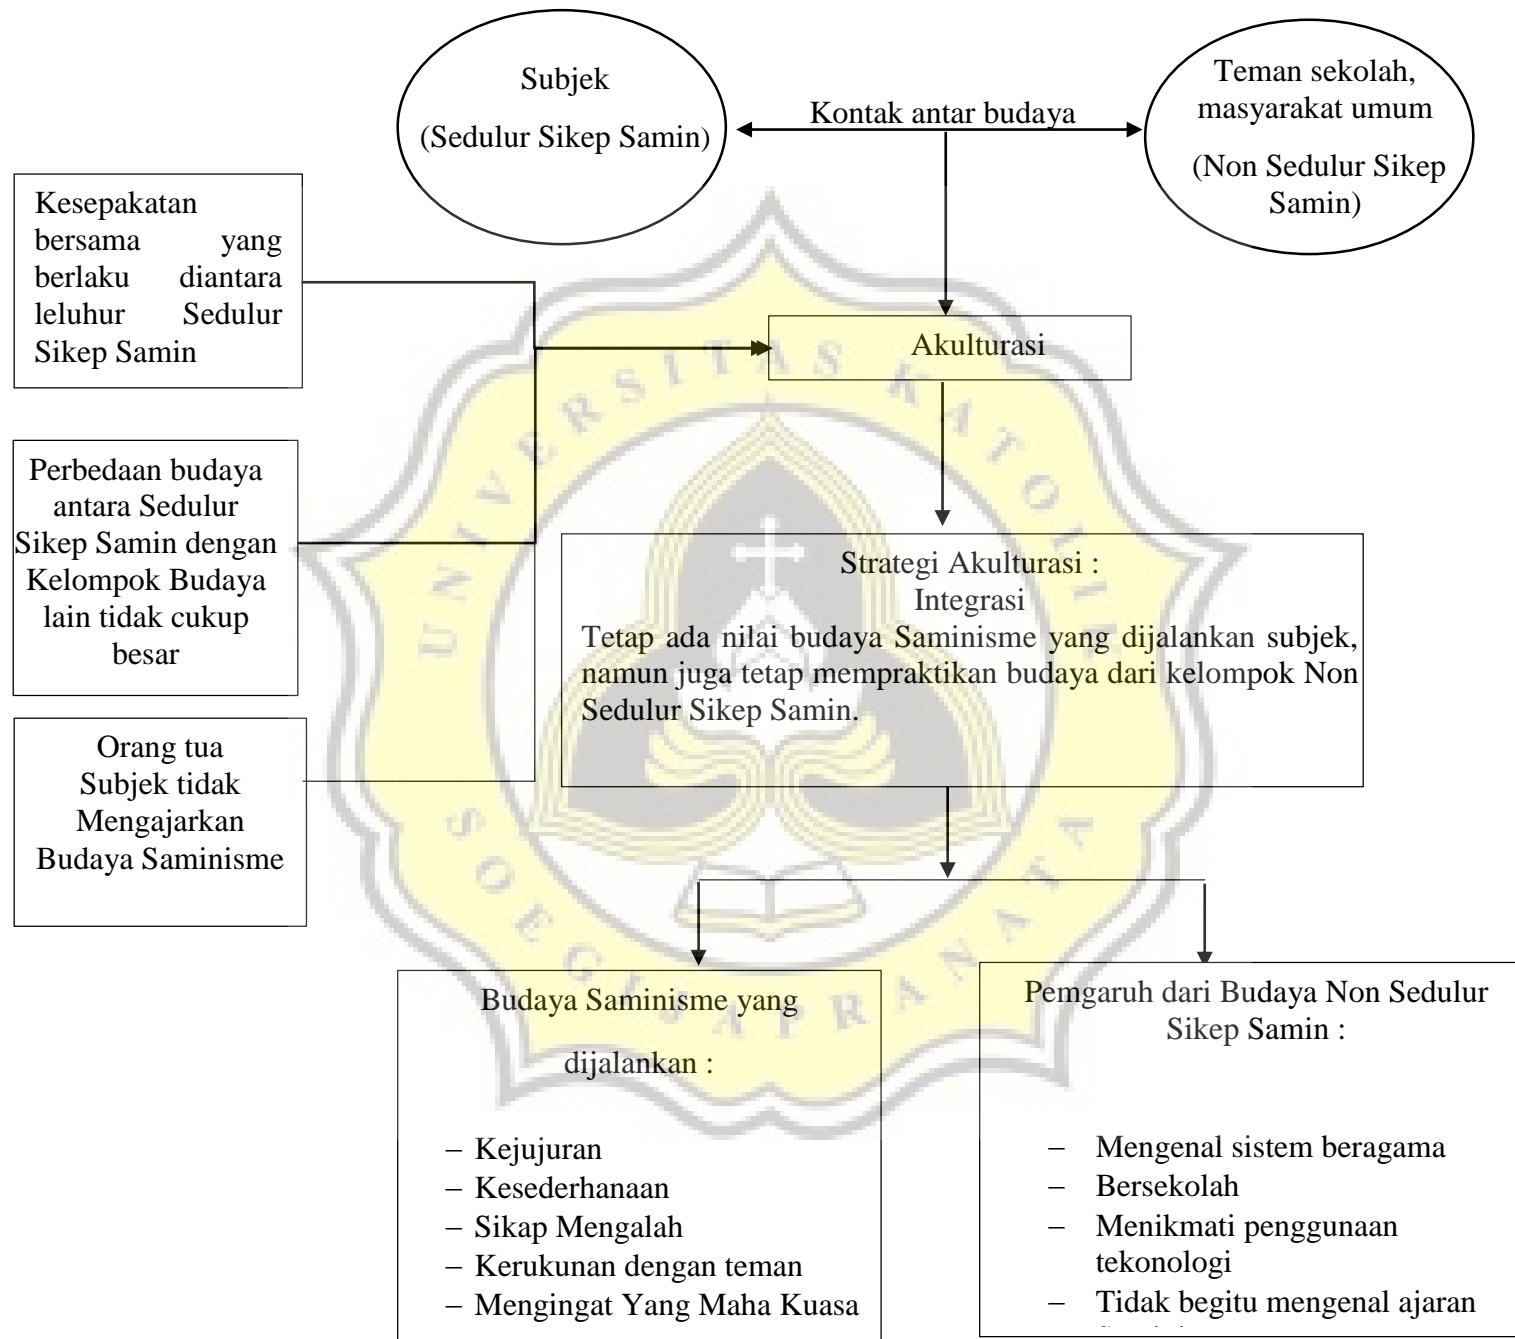 Subjek
(Sedulur Sikep Samin)
Kontak antar budaya
Teman sekolah,
masyarakat umum
(Non Sedulur Sikep
Samin)
Kesepakatan
bersama yang
berlaku diantara
leluhur Sedulur
Sikep Samin
Akulturasi
Perbedaan budaya
antara Sedulur
Sikep Samin dengan
Kelompok Budaya
lain tidak cukup
besar
Strategi Akulturasi :
Integrasi
Tetap ada nilai budaya Saminisme yang dijalankan subjek,
namun juga tetap mempraktikan budaya dari kelompok Non
Sedulur Sikep Samin.
Orang tua
Subjek tidak
Mengajarkan
Budaya Saminisme
Budaya Saminisme yang
dijalankan :
– Kejujuran
– Kesederhanaan
– Sikap Mengalah
– Kerukunan dengan teman
– Mengingat Yang Maha Kuasa
Pemgaruh dari Budaya Non Sedulur
Sikep Samin :
– Mengenal sistem beragama
– Bersekolah
– Menikmati penggunaan
tekonologi
– Tidak begitu mengenal ajaran
UNIVERSITAS KATOLIK
SOEGIJAPRANATA